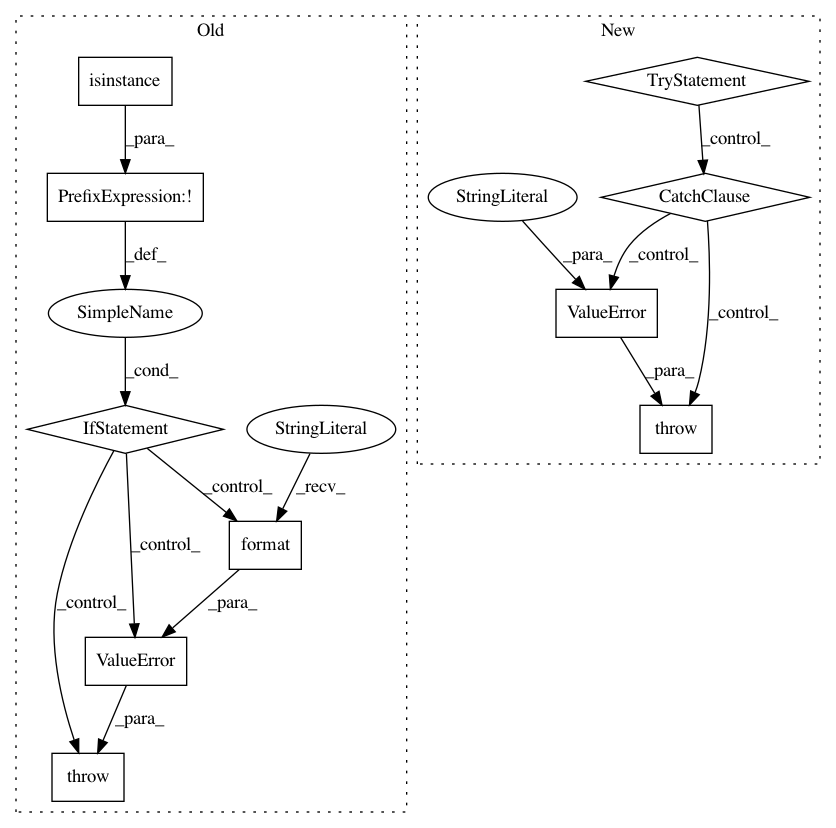 Old
New
isinstance
TryStatement
_para_
_control_
PrefixExpression:!
StringLiteral
CatchClause
_def_
_para_
_control_
SimpleName
ValueError
_control_
_cond_
_para_
IfStatement
StringLiteral
throw
_control_
_recv_
_control_
format
_control_
_para_
ValueError
_para_
throw